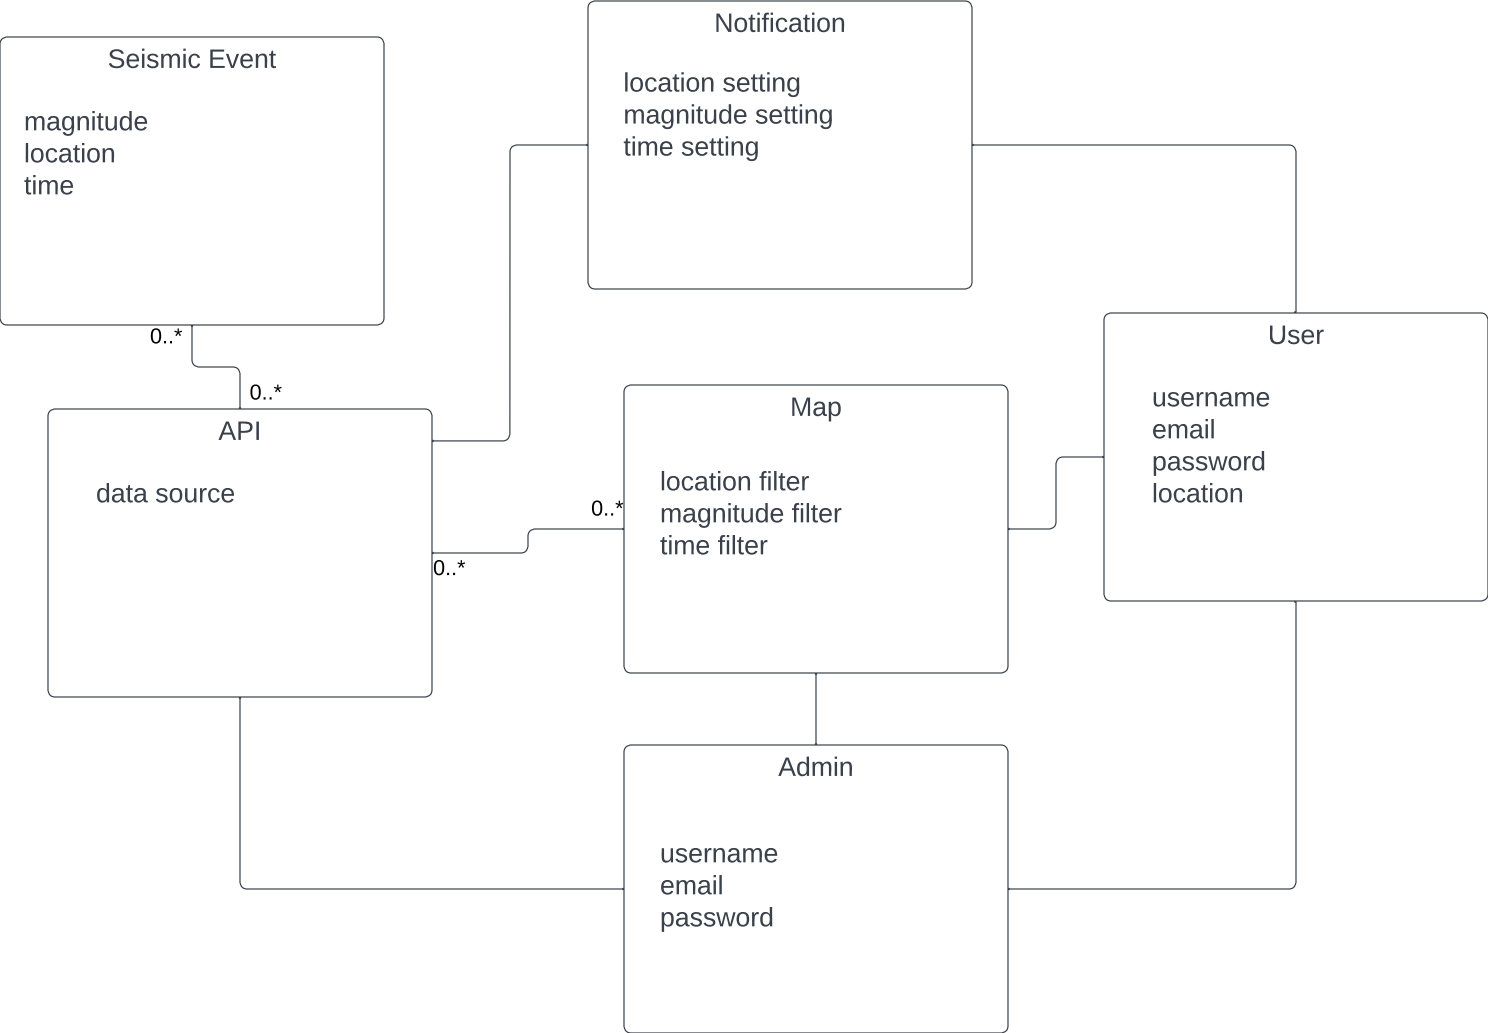 Notification
location setting
magnitude setting
time setting
Seismic Event
magnitude
location
time
0..*
0..*
API
data source
0..*
0..*
Map
location filter
magnitude filter
time filter
User
username
email
password
location
Admin
username
email
password